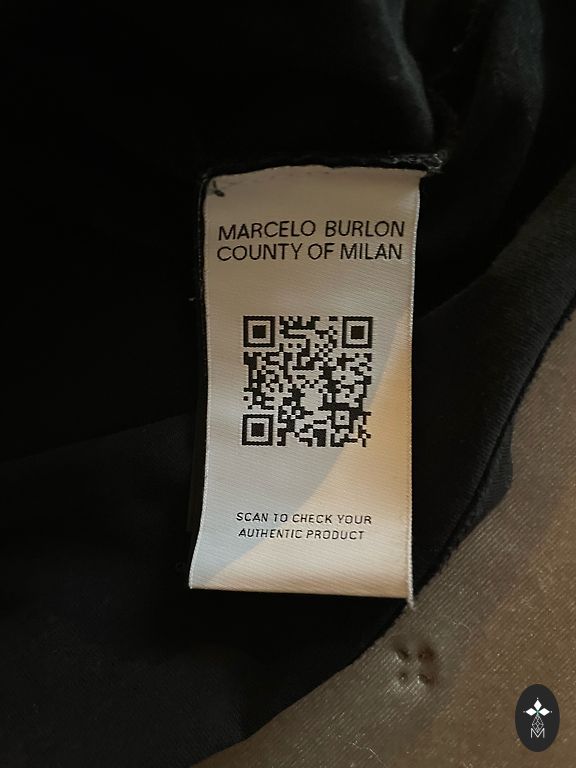 MARCELO BURLON
COUNTY OF MILAN
SCAN TO CHECK YOUR
AUTHENTIC PRODUCT
M